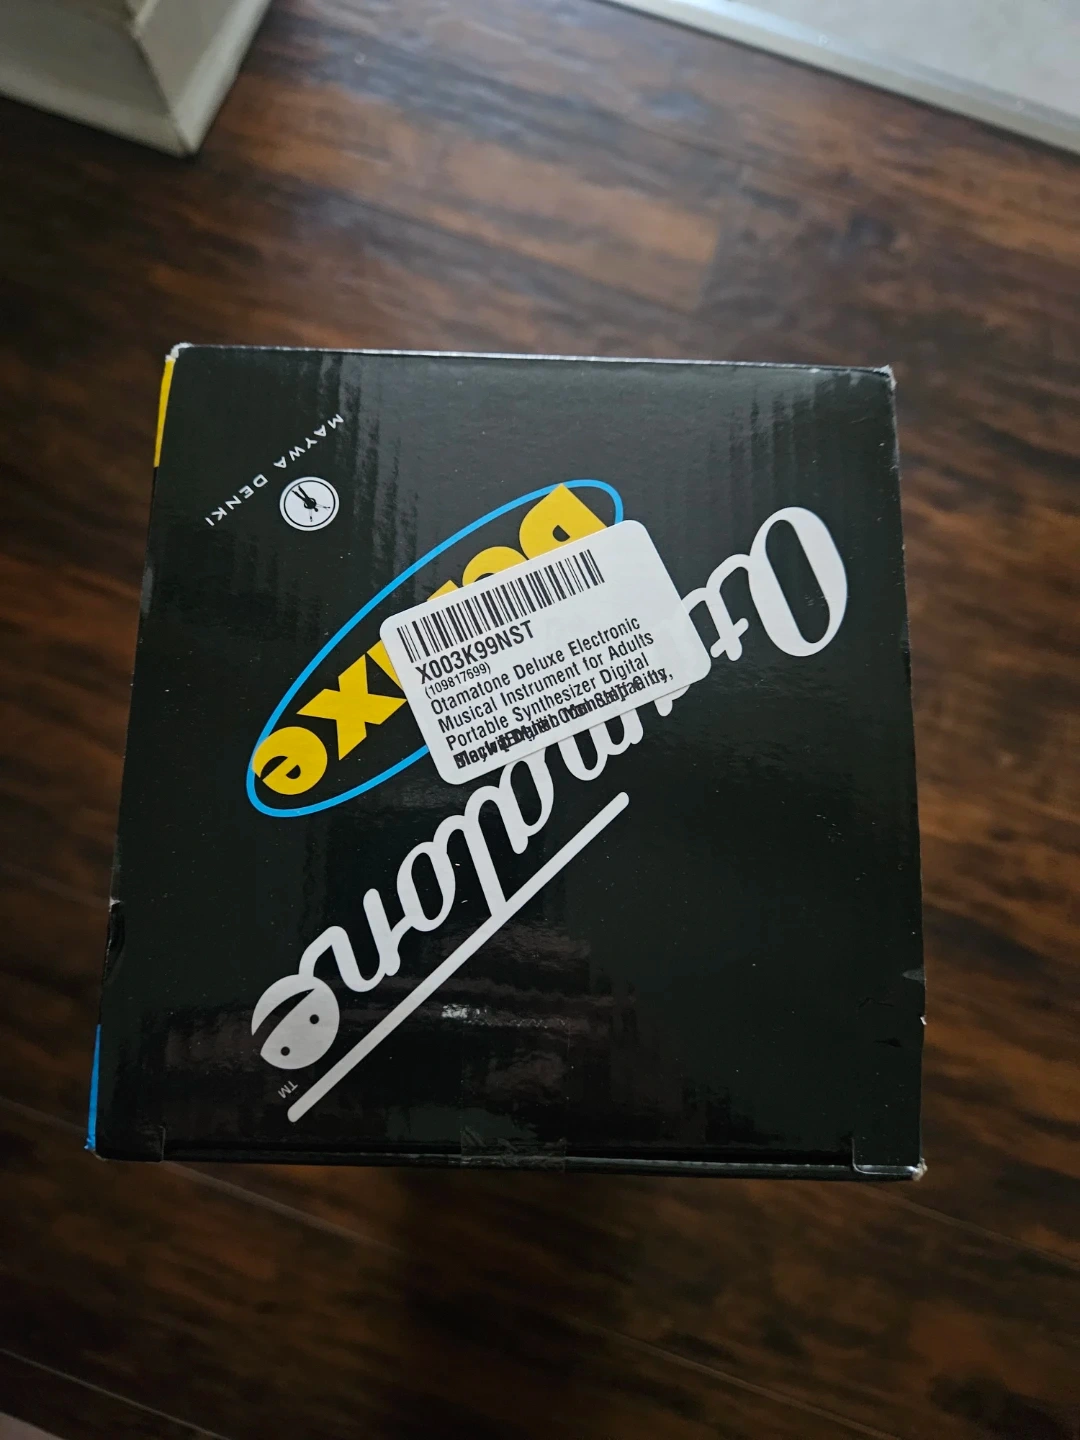 MAYWA DENKI
Deluxe
Otamatone
TM
X003K99NST
(109817699)
Otamatone Deluxe Electronic
Musical Instrument for Adults
Portable Synthesizer Digital